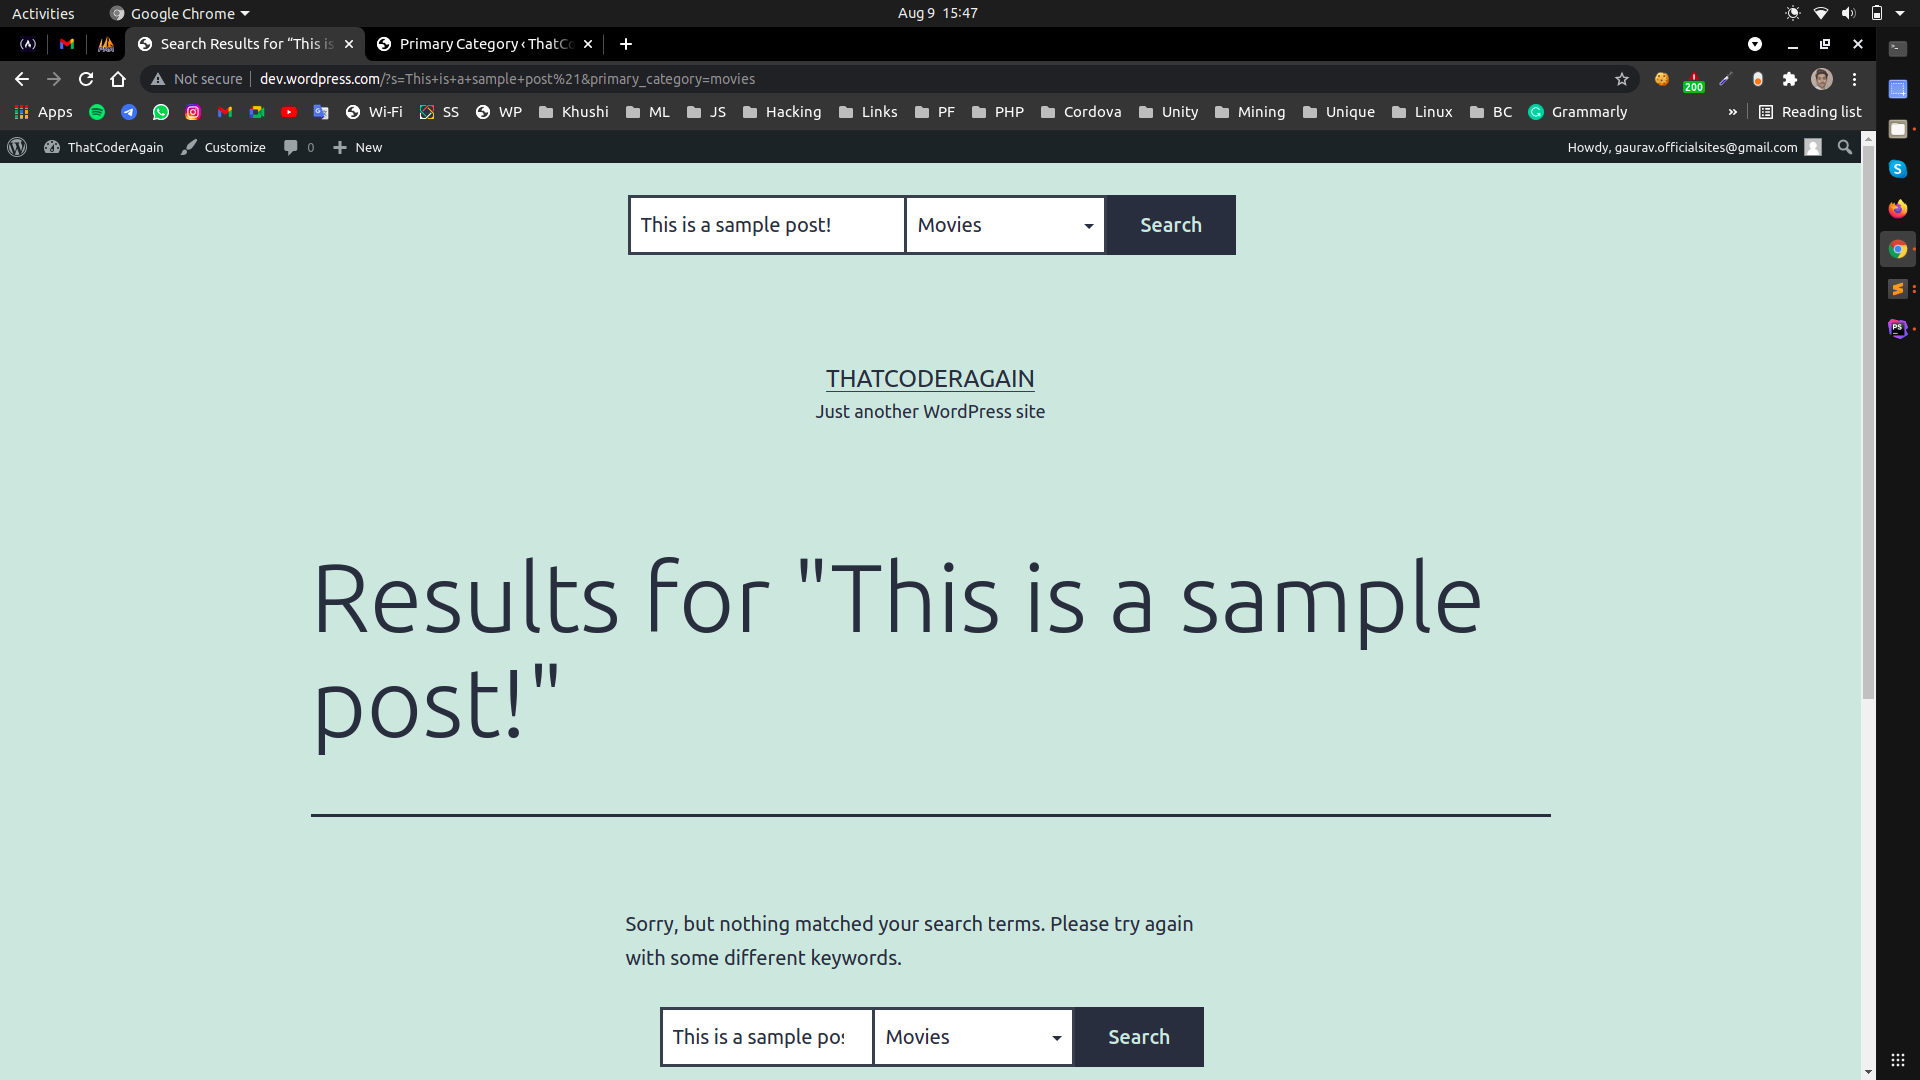 Activities Google Chrome Aug 9 15:47
Search Results for “This is Primary Category ‹ ThatCo
Not secure dev.wordpress.com/?s=This+is+a+sample+post%21&primary_category=movies 200
Apps Wi-Fi SS WP Khushi ML JS Hacking Links PF PHP Cordova Unity Mining Unique Linux BC Grammarly » Reading list
ThatCoderAgain Customize 0 New Howdy, gaurav.officialsites@gmail.com
This is a sample post! Movies Search
THATCODERAGAIN
Just another WordPress site
Results for "This is a sample
post!"
Sorry, but nothing matched your search terms. Please try again
with some different keywords.
This is a sample pos Movies Search